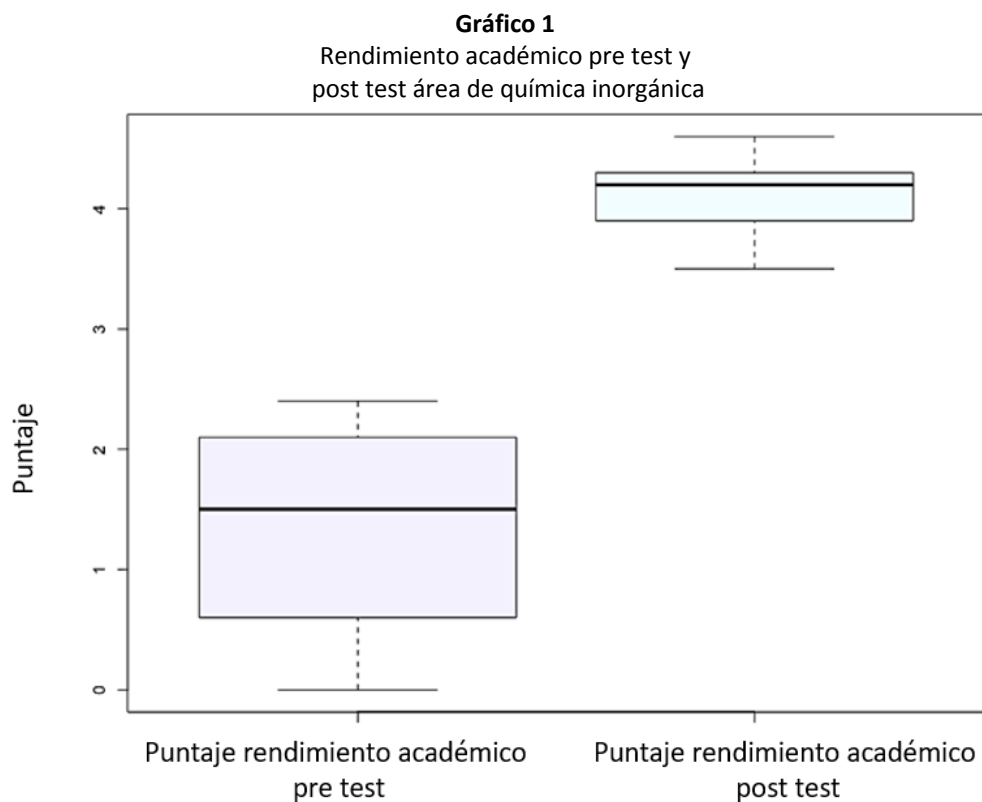 Gráfico 1
Rendimiento académico pre test y
post test área de química inorgánica
Puntaje
4
3
2
1
0
Puntaje rendimiento académico
pre test
Puntaje rendimiento académico
post test